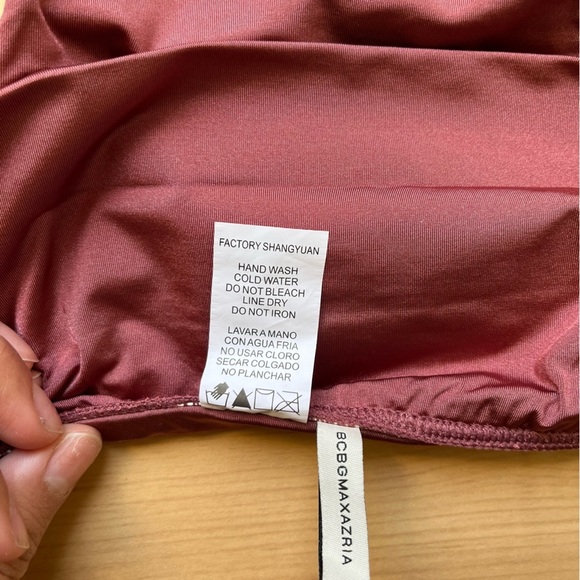 FACTORY SHANGYUAN
HAND WASH
COLD WATER
DO NOT BLEACH
LINE DRY
DO NOT IRON
LAVAR A MANO
CON AGUA FRIA
NO USAR CLORO
SECAR COLGADO
NO PLANCHAR
BCBGMAXAZRIA